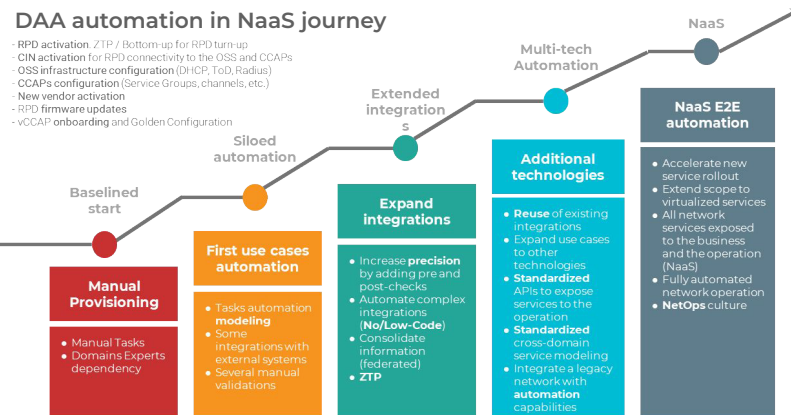 DAA automation in NaaS journey
- RPD activation. ZTP / Bottom-up for RPD turn-up
- CIN activation for RPD connectivity to the OSS and CCAPs
- OSS infrastructure configuration (DHCP, ToD, Radius)
- CCAPs configuration (Service Groups, channels, etc.)
- New vendor activation
- RPD firmware updates
- vCCAP onboarding and Golden Configuration
Baselined
start
Manual
Provisioning
● Manual Tasks
● Domains Experts
dependency
Siloed
automation
First use cases
automation
● Tasks automation
modeling
● Some
integrations with
external systems
● Several manual
validations
Extended
integration
s
Expand
integrations
● Increase precision
by adding pre and
post-checks
● Automate complex
integrations
(No/Low-Code)
● Consolidate
information
(federated)
● ZTP
Multi-tech
Automation
Additional
technologies
● Reuse of existing
integrations
● Expand use cases
to other
technologies
● Standardized
APIs to expose
services to the
operation
● Standardized
cross-domain
service modeling
● Integrate a legacy
network with
automation
capabilities
NaaS
NaaS E2E
automation
● Accelerate new
service rollout
● Extend scope to
virtualized services
● All network
services exposed
to the business
and the operation
(NaaS)
● Fully automated
network operation
● NetOps culture